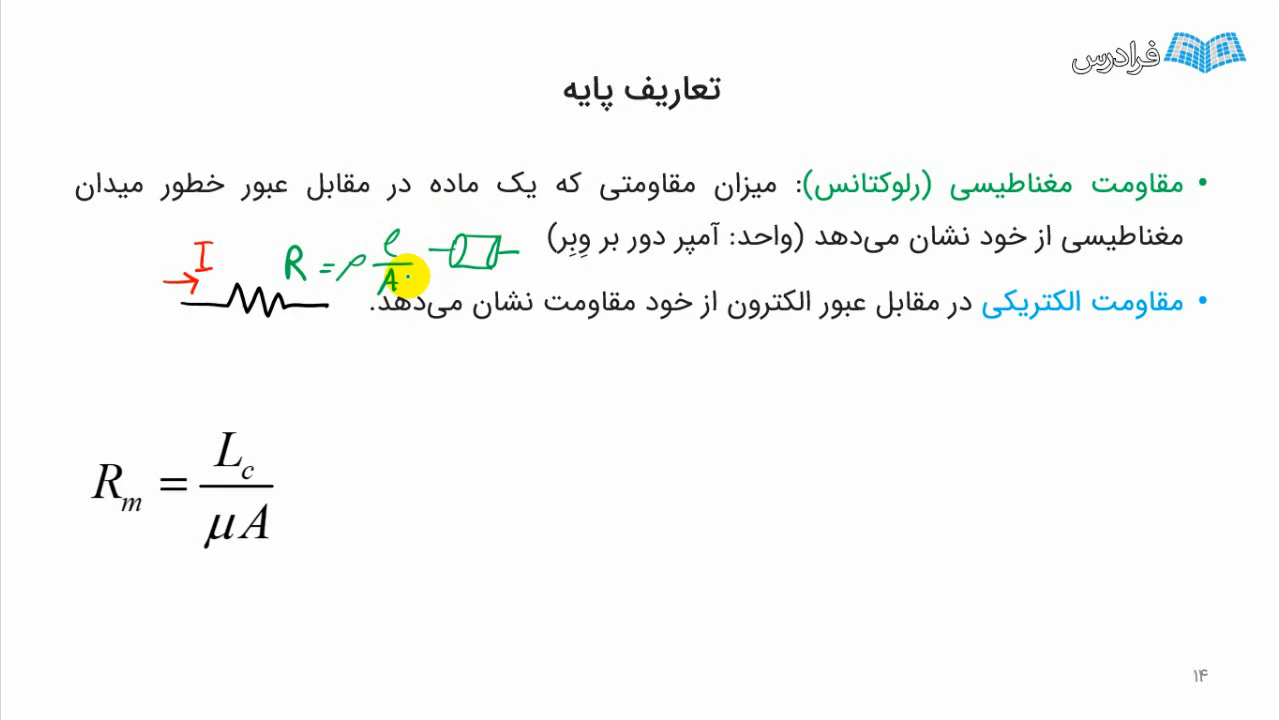 فرادرس
تعاریف پایه
• مقاومت مغناطیسی (رلوکتانس): میزان مقاومتی که یک ماده در مقابل عبور خطور میدان
مغناطیسی از خود نشان می‌دهد (واحد: آمپر دور بر وِبِر)
I
R = ρ l / A
• مقاومت الکتریکی در مقابل عبور الکترون از خود مقاومت نشان می‌دهد.
R_m = L_c / μA
۱۴